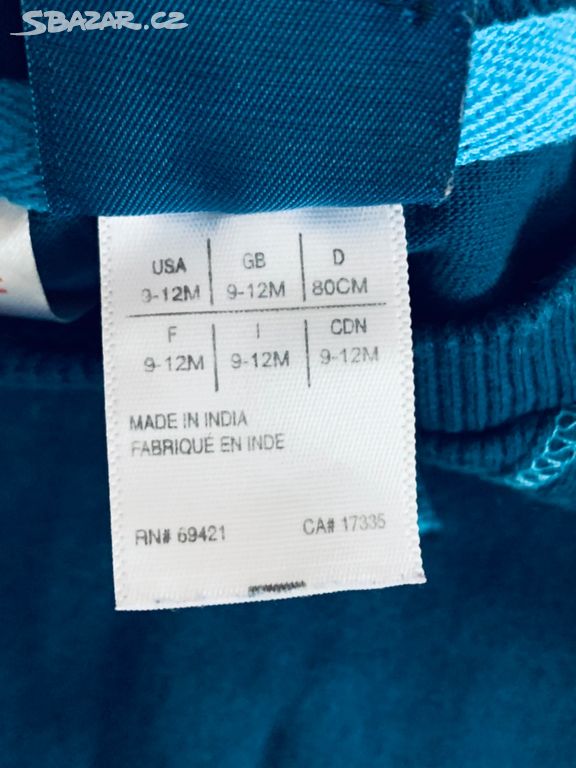 SBAZAR.CZ
USA GB D
9-12M 9-12M 80CM
F I CDN
9-12M 9-12M 9-12M
MADE IN INDIA
FABRIQUÉ EN INDE
RN# 69421 CA# 17335